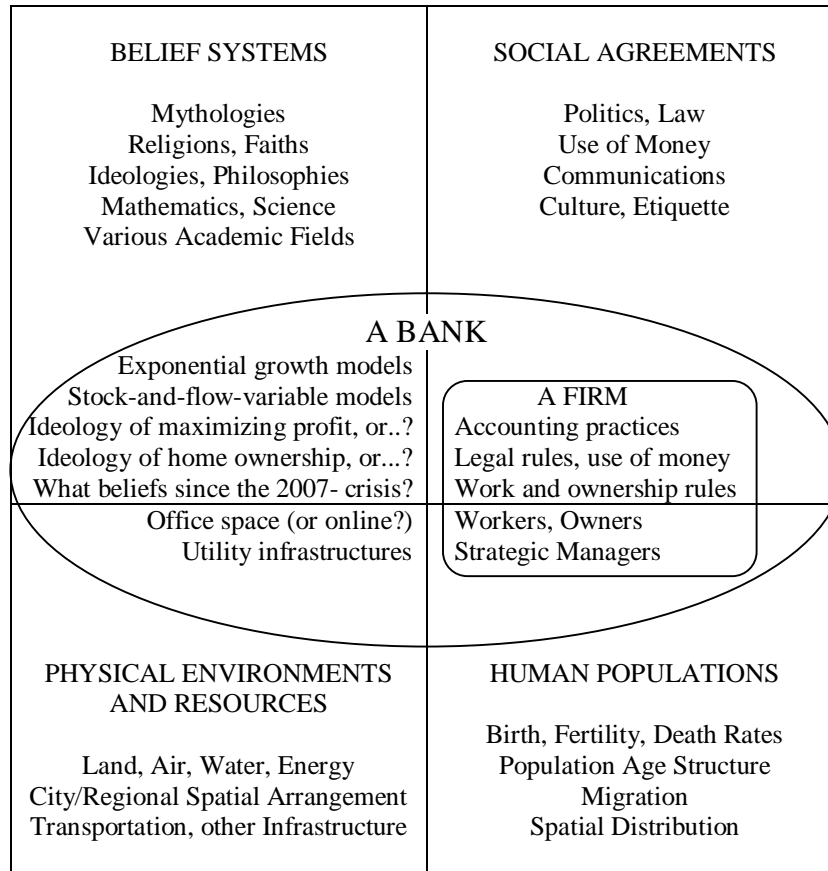 BELIEF SYSTEMS
Mythologies
Religions, Faiths
Ideologies, Philosophies
Mathematics, Science
Various Academic Fields
SOCIAL AGREEMENTS
Politics, Law
Use of Money
Communications
Culture, Etiquette
A BANK
Exponential growth models
Stock-and-flow-variable models
Ideology of maximizing profit, or..?
Ideology of home ownership, or...?
What beliefs since the 2007- crisis?
Office space (or online?)
Utility infrastructures
A FIRM
Accounting practices
Legal rules, use of money
Work and ownership rules
Workers, Owners
Strategic Managers
PHYSICAL ENVIRONMENTS
AND RESOURCES
Land, Air, Water, Energy
City/Regional Spatial Arrangement
Transportation, other Infrastructure
HUMAN POPULATIONS
Birth, Fertility, Death Rates
Population Age Structure
Migration
Spatial Distribution